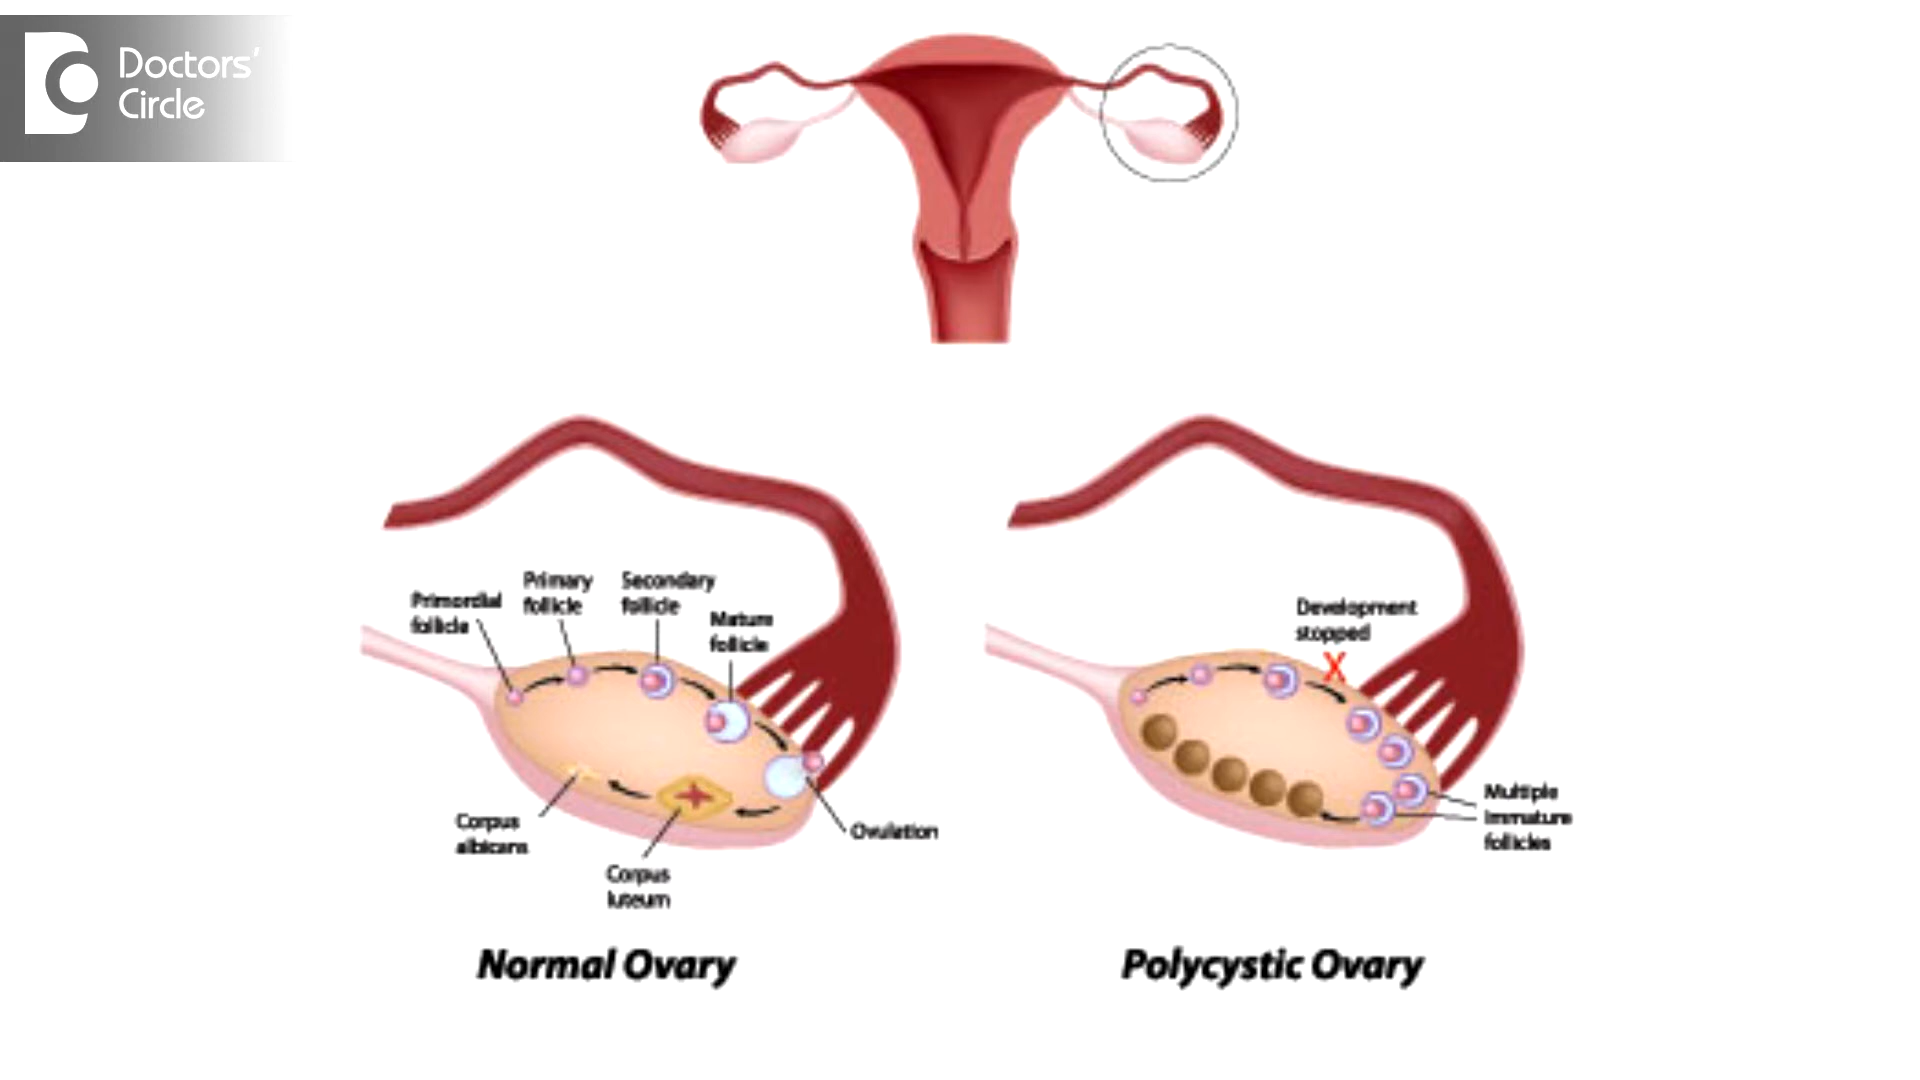 Doctors'
Circle
Primordial
follicle
Primary
follicle
Secondary
follicle
Mature
follicle
Corpus
albicans
Corpus
luteum
Ovulation
Normal Ovary
Development
stopped
X
Multiple
immature
follicles
Polycystic Ovary